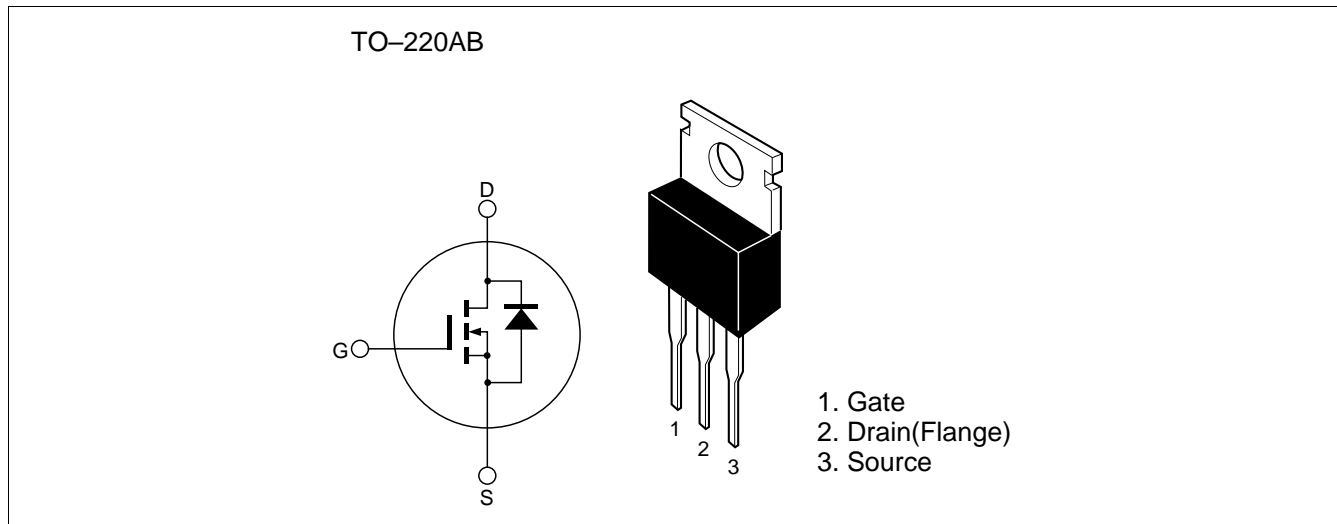 TO–220AB
D
G
S
1
2
3
1. Gate
2. Drain(Flange)
3. Source